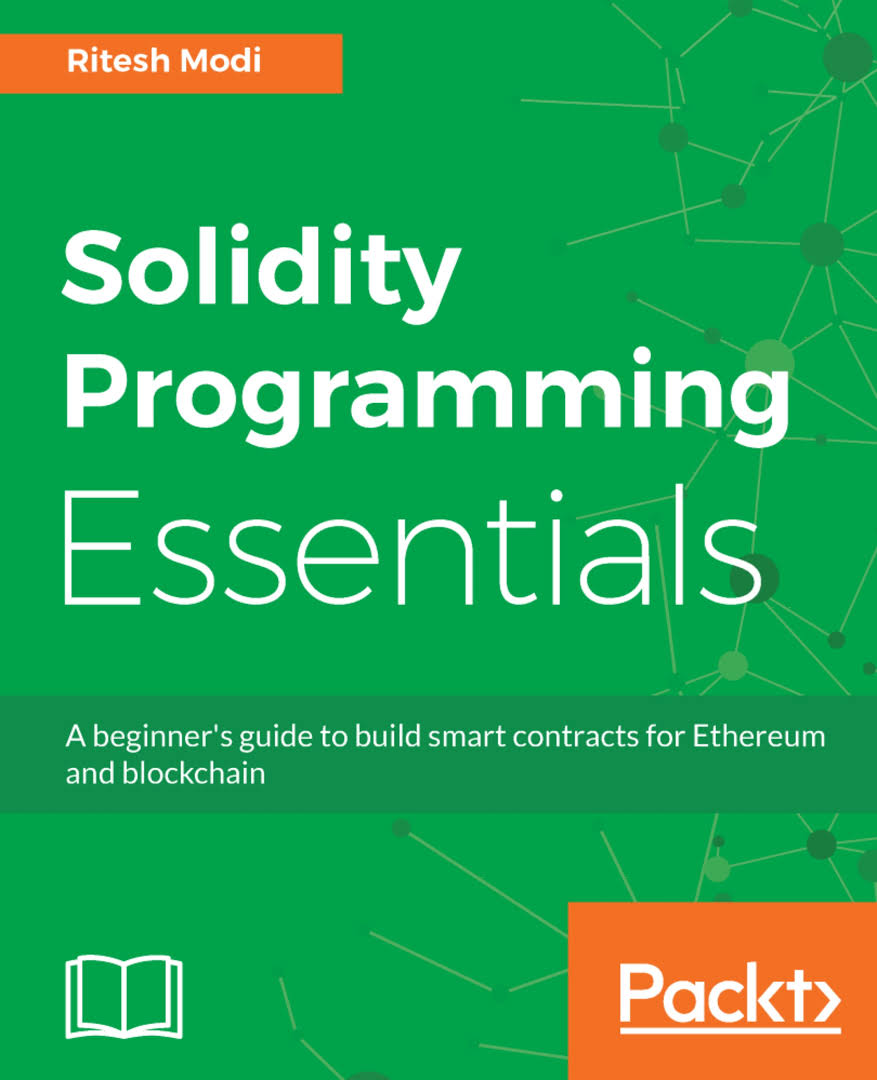 Ritesh Modi
Solidity
Programming
Essentials
A beginner's guide to build smart contracts for Ethereum
and blockchain
Packt>